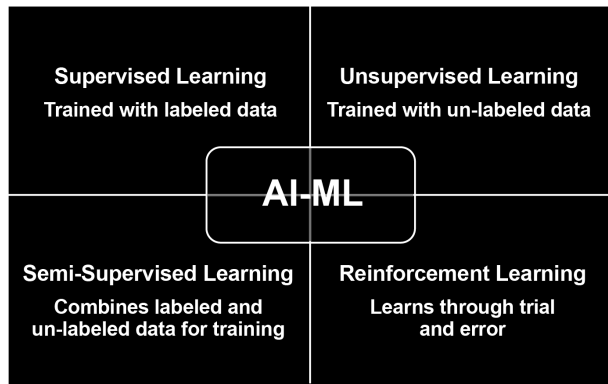 Supervised Learning
Trained with labeled data
Unsupervised Learning
Trained with un-labeled data
AI-ML
Semi-Supervised Learning
Combines labeled and
un-labeled data for training
Reinforcement Learning
Learns through trial
and error